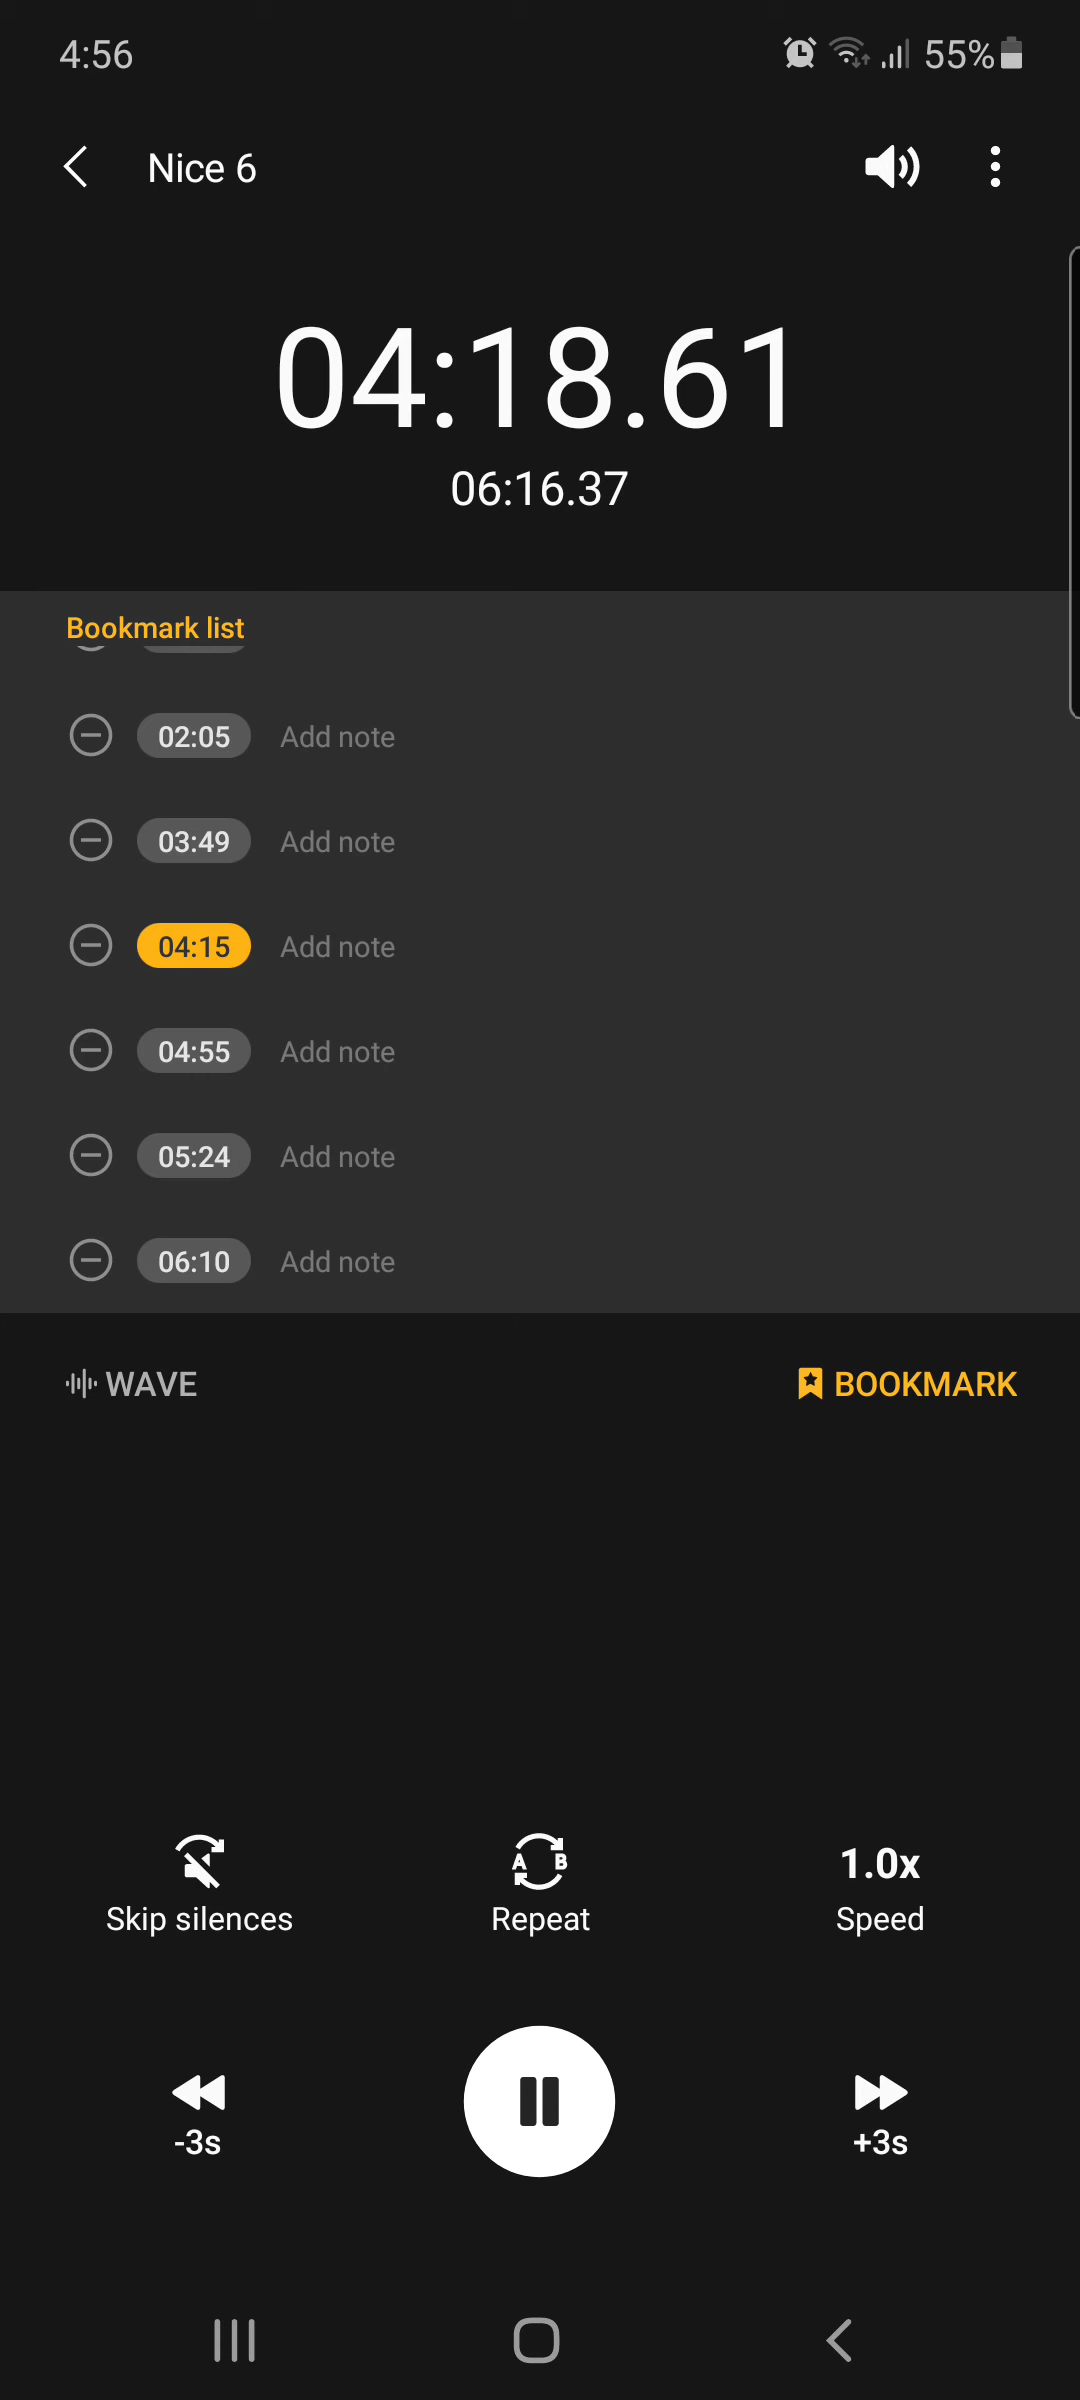 4:56 55%
Nice 6
04:18.61
06:16.37
Bookmark list
02:05 Add note
03:49 Add note
04:15 Add note
04:55 Add note
05:24 Add note
06:10 Add note
WAVE BOOKMARK
A B 1.0x
Skip silences Repeat Speed
-3s +3s